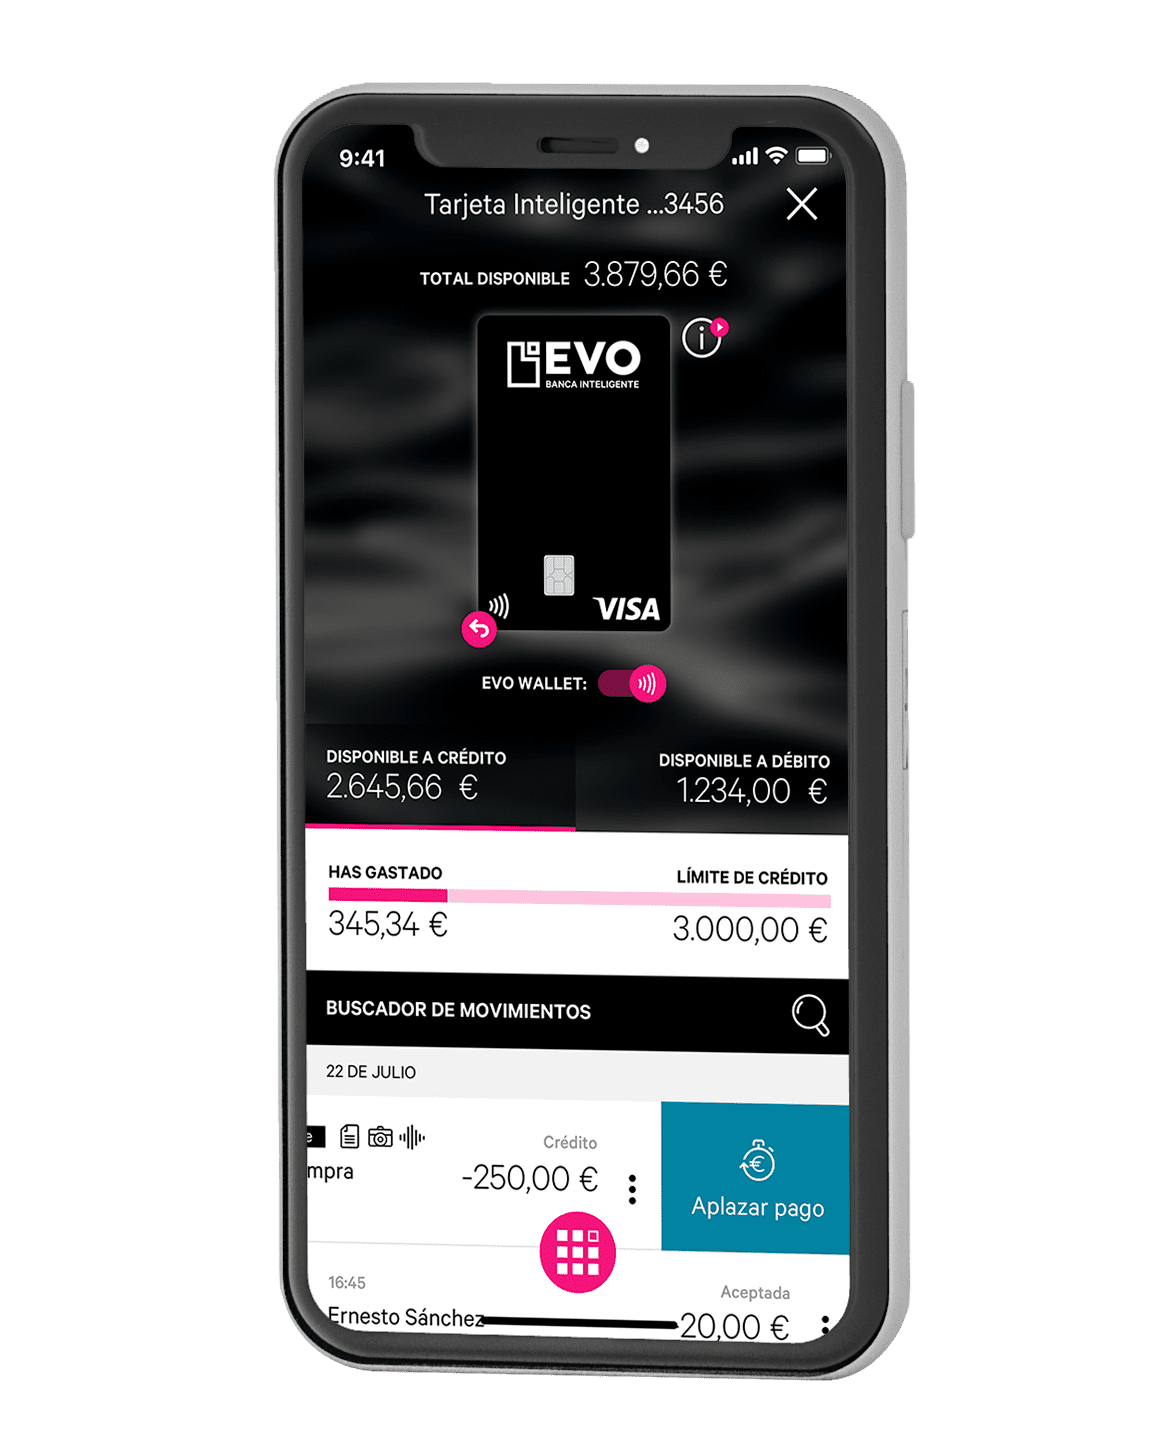 9:41
Tarjeta Inteligente ...3456
TOTAL DISPONIBLE 3.879,66 €
EVO
BANCA INTELIGENTE
VISA
EVO WALLET:
DISPONIBLE A CRÉDITO DISPONIBLE A DÉBITO
2.645,66 € 1.234,00 €
HAS GASTADO LÍMITE DE CRÉDITO
345,34 € 3.000,00 €
BUSCADOR DE MOVIMIENTOS
22 DE JULIO
e Crédito
mpra -250,00 €
Aplazar pago
16:45 Aceptada
Ernesto Sánchez 20,00 €